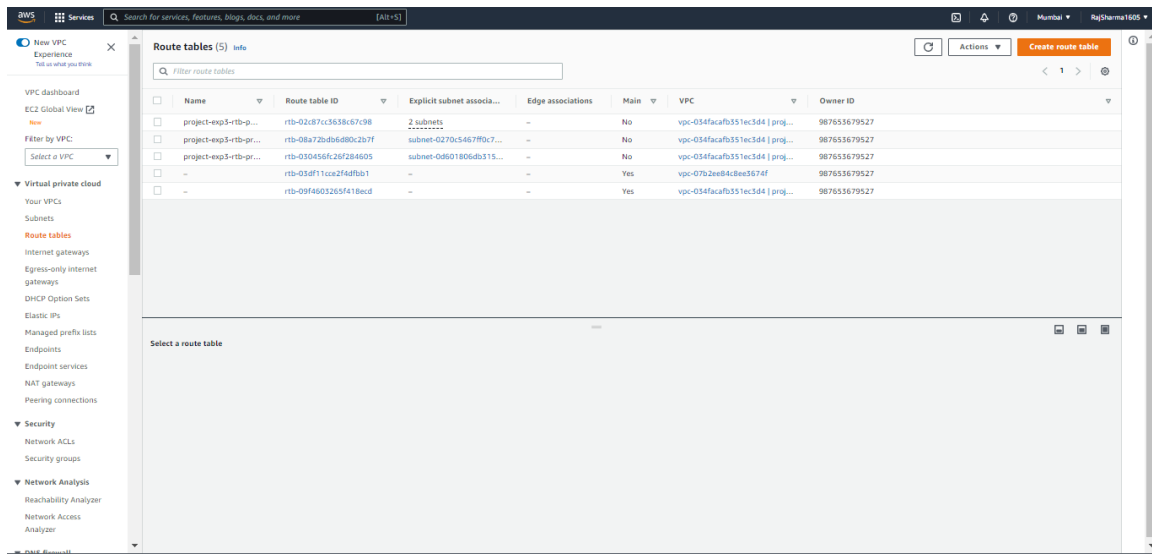 aws Services Search for services, features, blogs, docs, and more [Alt+S] Mumbai ▼ RajSharma1605 ▼
New VPC
Experience
Tell us what you think
VPC dashboard
EC2 Global View
New
Filter by VPC:
Select a VPC
Virtual private cloud
Your VPCs
Subnets
Route tables
Internet gateways
Egress-only internet
gateways
DHCP Option Sets
Elastic IPs
Managed prefix lists
Endpoints
Endpoint services
NAT gateways
Peering connections
Security
Network ACLs
Security groups
Network Analysis
Reachability Analyzer
Network Access
Analyzer
DNS firewall
Route tables (5) Info Actions ▼ Create route table
Filter route tables < 1 >
Name Route table ID Explicit subnet associa... Edge associations Main VPC Owner ID
project-exp3-rtb-p... rtb-02c87cc3638c67c98 2 subnets – No vpc-034facafb351ec3d4 | proj... 987653679527
project-exp3-rtb-pr... rtb-08a72bdb6d80c2b7f subnet-0270c5467ff0c7... – No vpc-034facafb351ec3d4 | proj... 987653679527
project-exp3-rtb-pr... rtb-030456fc26f284605 subnet-0d601806db315... – No vpc-034facafb351ec3d4 | proj... 987653679527
– rtb-03df11cce2f4dfbb1 – – Yes vpc-07b2ee84c8ee3674f 987653679527
– rtb-09f4603265f418ecd – – Yes vpc-034facafb351ec3d4 | proj... 987653679527
Select a route table